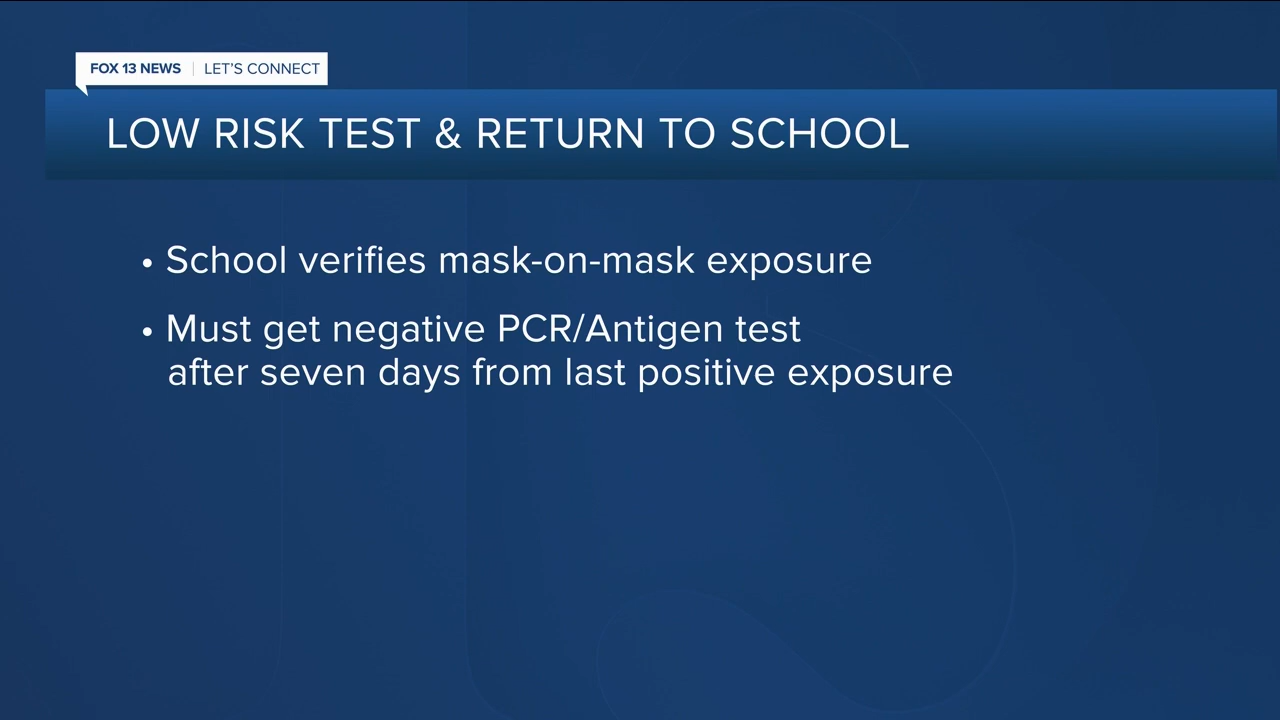 FOX 13 NEWS | LET'S CONNECT
LOW RISK TEST & RETURN TO SCHOOL
• School verifies mask-on-mask exposure
• Must get negative PCR/Antigen test
after seven days from last positive exposure